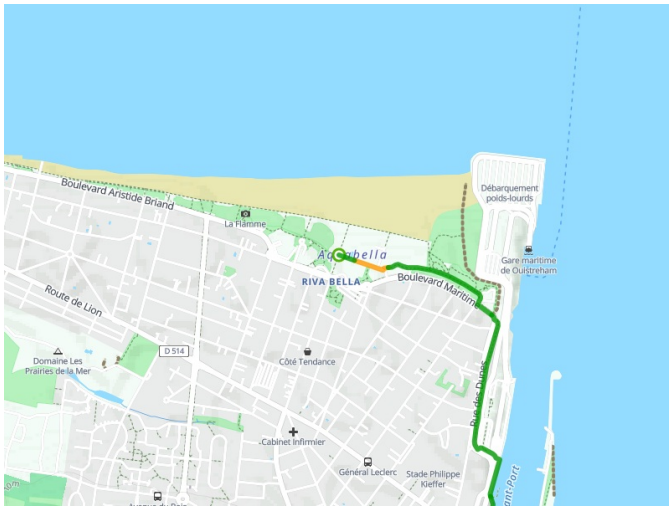 Débarquement
poids-lourds
Boulevard Aristide Briand
La Flamme
Aquabella
Gare maritime
de Ouistreham
RIVA BELLA
Boulevard Maritime
Route de Lion
D 514
Côté Tendance
Domaine Les
Prairies de la Mer
Rue des Dunes
Cabinet Infirmier
Général Leclerc
Stade Philippe
Kieffer
ant-Port